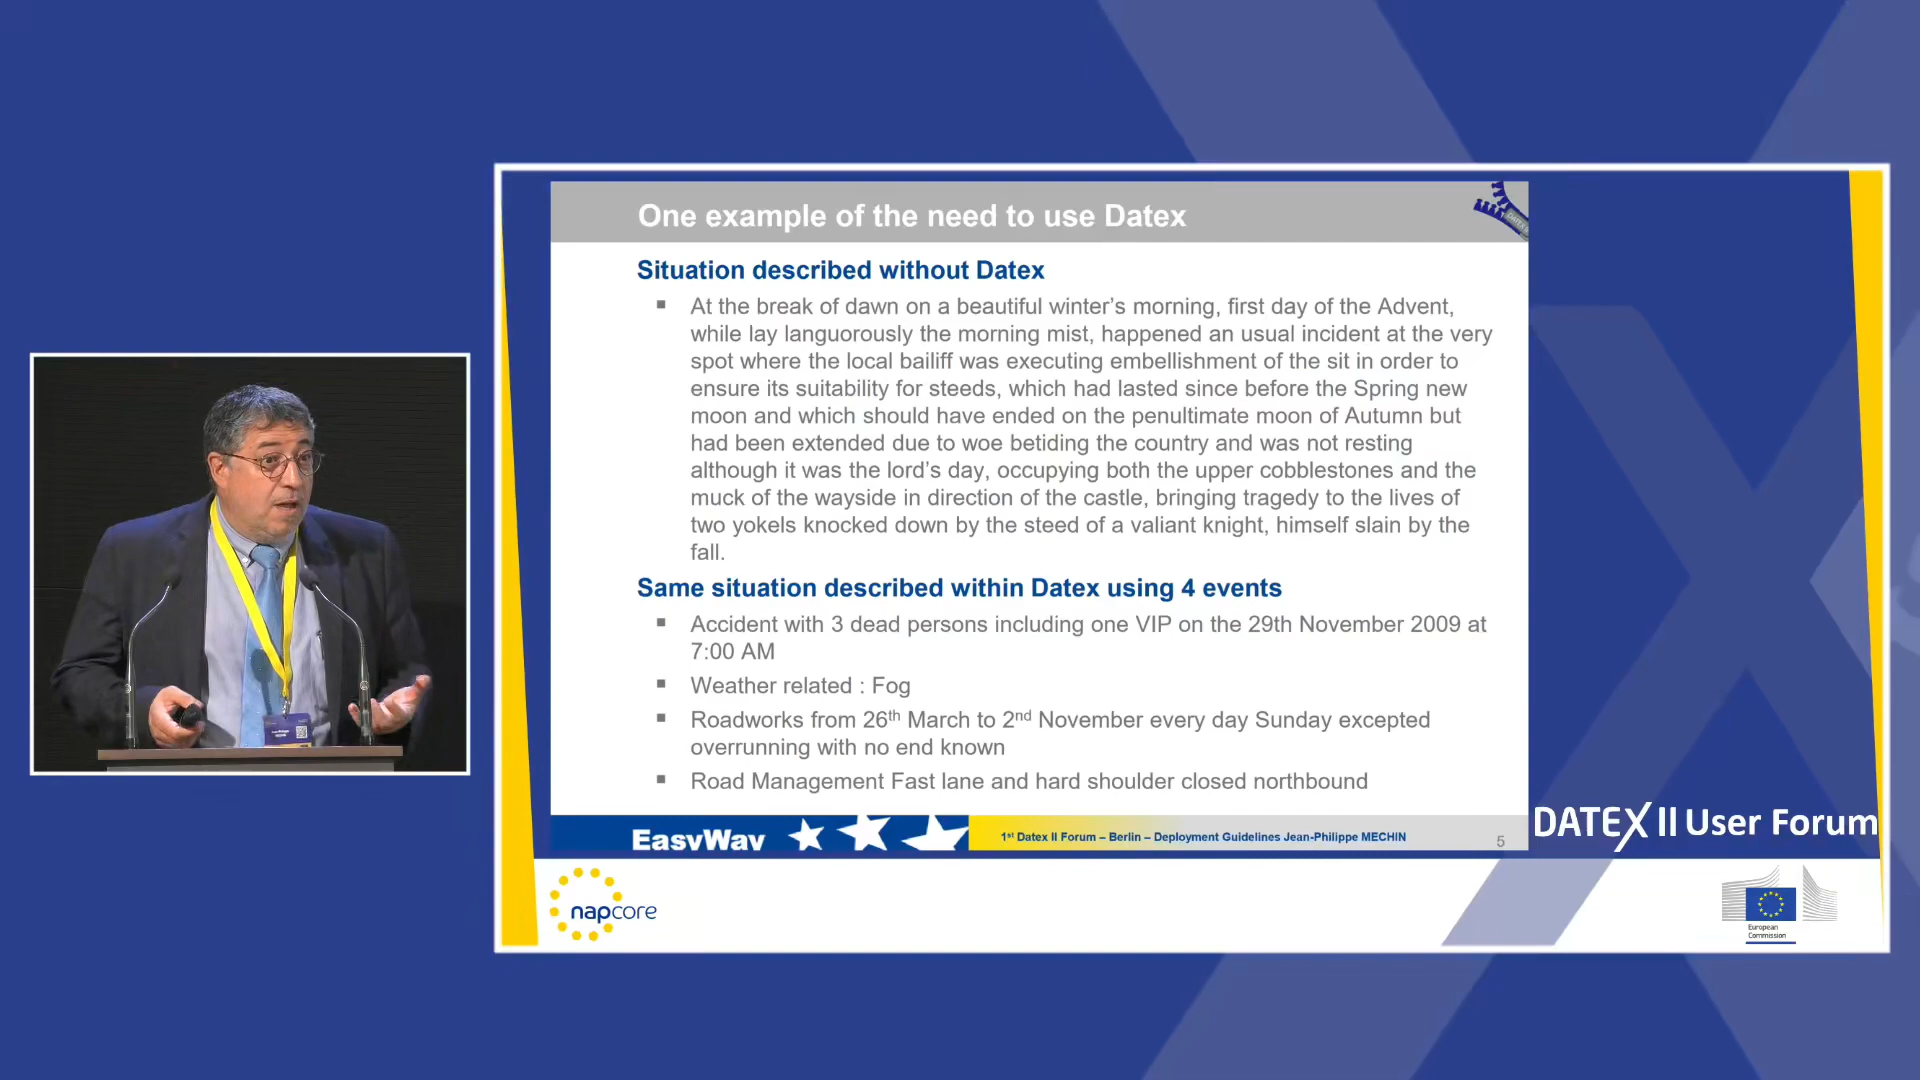 One example of the need to use Datex
Situation described without Datex
▪ At the break of dawn on a beautiful winter's morning, first day of the Advent,
while lay languorously the morning mist, happened an usual incident at the very
spot where the local bailiff was executing embellishment of the sit in order to
ensure its suitability for steeds, which had lasted since before the Spring new
moon and which should have ended on the penultimate moon of Autumn but
had been extended due to woe betiding the country and was not resting
although it was the lord's day, occupying both the upper cobblestones and the
muck of the wayside in direction of the castle, bringing tragedy to the lives of
two yokels knocked down by the steed of a valiant knight, himself slain by the
fall.
Same situation described within Datex using 4 events
▪ Accident with 3 dead persons including one VIP on the 29th November 2009 at
7:00 AM
▪ Weather related : Fog
▪ Roadworks from 26th March to 2nd November every day Sunday excepted
overrunning with no end known
▪ Road Management Fast lane and hard shoulder closed northbound
EasyWay
1st Datex II Forum – Berlin – Deployment Guidelines Jean-Philippe MECHIN
5
DATEX II User Forum
napcore
European
Commission